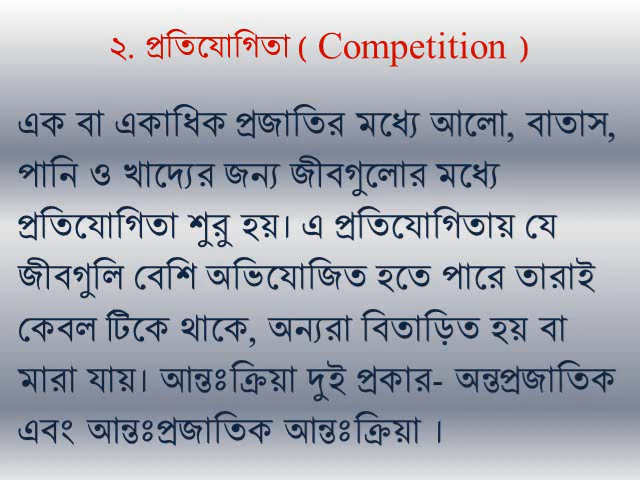 ২. প্রতিযোগিতা ( Competition )
এক বা একাধিক প্রজাতির মধ্যে আলো, বাতাস,
পানি ও খাদ্যের জন্য জীবগুলোর মধ্যে
প্রতিযোগিতা শুরু হয়। এ প্রতিযোগিতায় যে
জীবগুলি বেশি অভিযোজিত হতে পারে তারাই
কেবল টিকে থাকে, অন্যরা বিতাড়িত হয় বা
মারা যায়। আন্তঃক্রিয়া দুই প্রকার- অন্তপ্রজাতিক
এবং আন্তঃপ্রজাতিক আন্তঃক্রিয়া ।